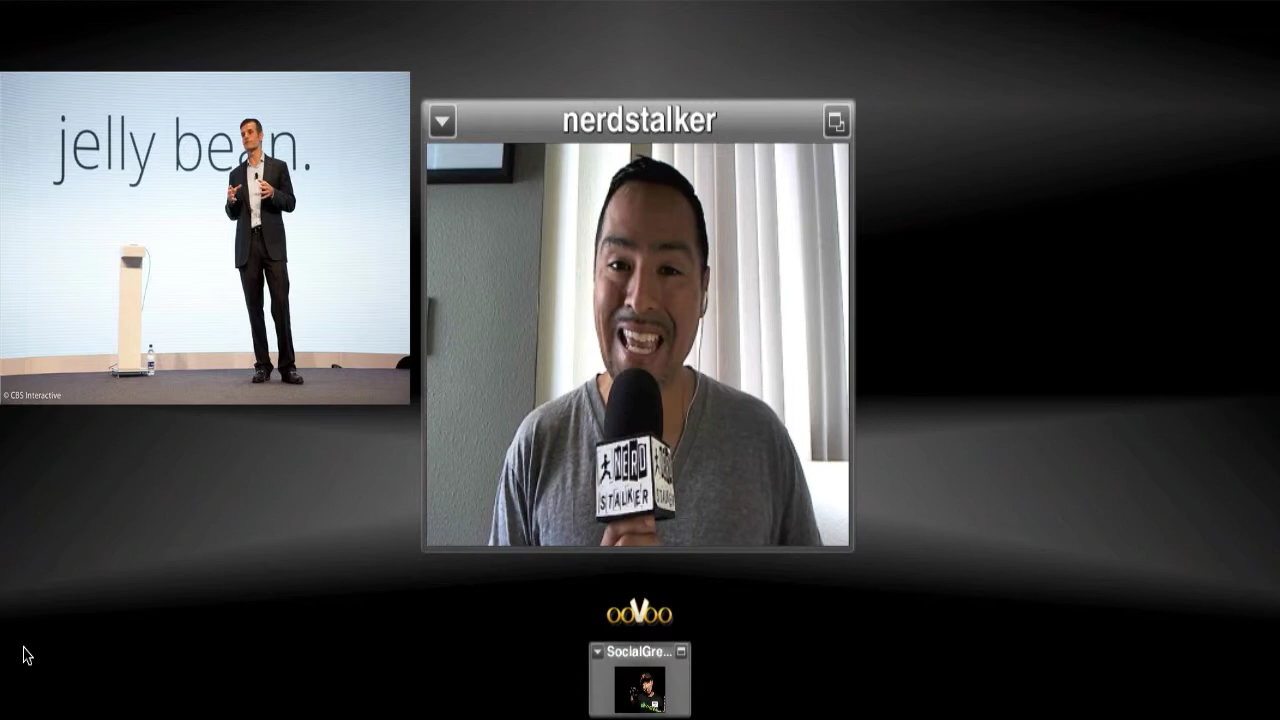 jelly bean.
© CBS Interactive
nerdstalker
NERD
STALKER
ooVoo
SocialGre...